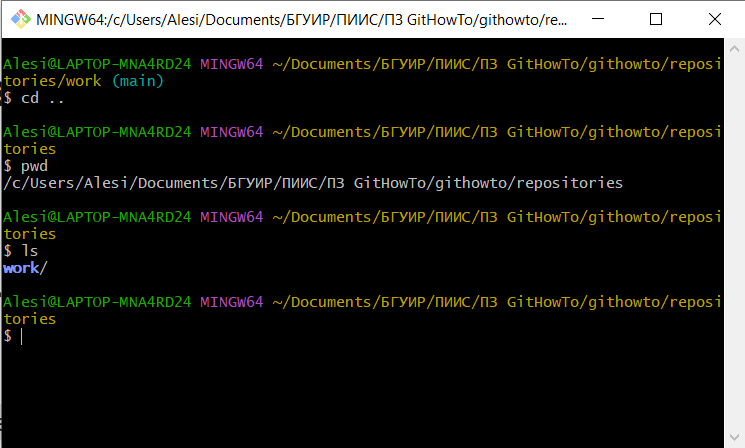 MINGW64:/c/Users/Alesi/Documents/БГУИР/ПИИС/ПЗ GitHowTo/githowto/re...
Alesi@LAPTOP-MNA4RD24 MINGW64 ~/Documents/БГУИР/ПИИС/ПЗ GitHowTo/githowto/reposi
tories/work (main)
$ cd ..
Alesi@LAPTOP-MNA4RD24 MINGW64 ~/Documents/БГУИР/ПИИС/ПЗ GitHowTo/githowto/reposi
tories
$ pwd
/c/Users/Alesi/Documents/БГУИР/ПИИС/ПЗ GitHowTo/githowto/repositories
Alesi@LAPTOP-MNA4RD24 MINGW64 ~/Documents/БГУИР/ПИИС/ПЗ GitHowTo/githowto/reposi
tories
$ ls
work/
Alesi@LAPTOP-MNA4RD24 MINGW64 ~/Documents/БГУИР/ПИИС/ПЗ GitHowTo/githowto/reposi
tories
$